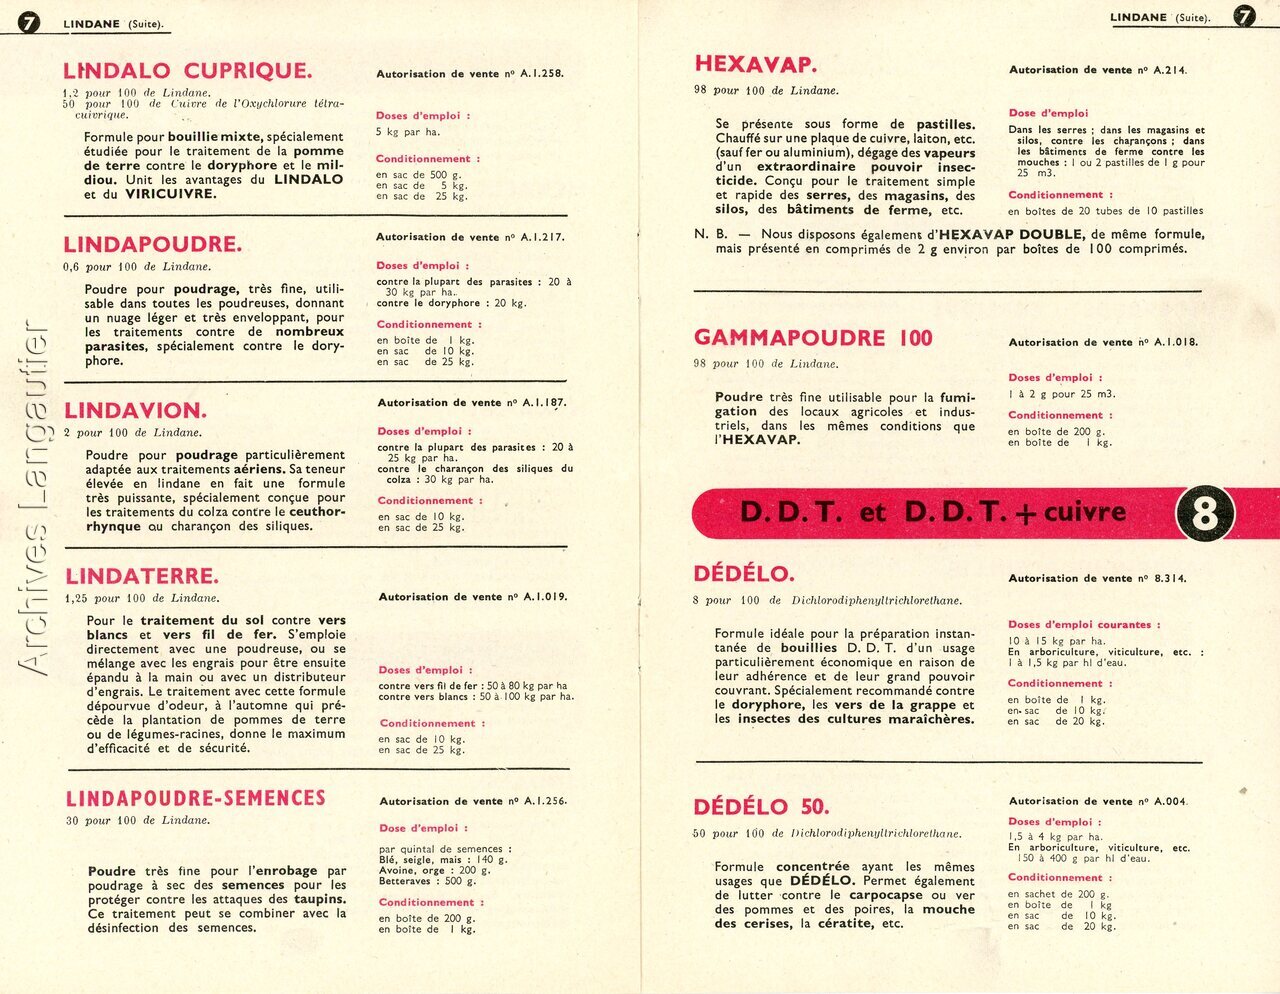 7 LINDANE (Suite).
LINDALO CUPRIQUE.
1,2 pour 100 de Lindane.
50 pour 100 de Cuivre de l'Oxychlorure tétra-
cuivrique.
Formule pour bouillie mixte, spécialement
étudiée pour le traitement de la pomme
de terre contre le doryphore et le mil-
diou. Unit les avantages du LINDALO
et du VIRICUIVRE.
Autorisation de vente nº A.1.258.
Doses d'emploi :
5 kg par ha.
Conditionnement :
en sac de 500 g.
en sac de 5 kg.
en sac de 25 kg.
LINDAPOUDRE.
0,6 pour 100 de Lindane.
Poudre pour poudrage, très fine, utili-
sable dans toutes les poudreuses, donnant
un nuage léger et très enveloppant, pour
les traitements contre de nombreux
parasites, spécialement contre le dory-
phore.
Autorisation de vente nº A.1.217.
Doses d'emploi :
contre la plupart des parasites : 20 à
30 kg par ha.
contre le doryphore : 20 kg.
Conditionnement :
en boîte de 1 kg.
en sac de 10 kg.
en sac de 25 kg.
LINDAVION.
2 pour 100 de Lindane.
Poudre pour poudrage particulièrement
adaptée aux traitements aériens. Sa teneur
élevée en lindane en fait une formule
très puissante, spécialement conçue pour
les traitements du colza contre le ceuthor-
rhynque ou charançon des siliques.
Autorisation de vente nº A.1.187.
Doses d'emploi :
contre la plupart des parasites : 20 à
25 kg par ha.
contre le charançon des siliques du
colza : 30 kg par ha.
Conditionnement :
en sac de 10 kg.
en sac de 25 kg.
LINDATERRE.
1,25 pour 100 de Lindane.
Pour le traitement du sol contre vers
blancs et vers fil de fer. S'emploie
directement avec une poudreuse, ou se
mélange avec les engrais pour être ensuite
épandu à la main ou avec un distributeur
d'engrais. Le traitement avec cette formule
dépourvue d'odeur, à l'automne qui pré-
cède la plantation de pommes de terre
ou de légumes-racines, donne le maximum
d'efficacité et de sécurité.
Autorisation de vente nº A.1.019.
Doses d'emploi :
contre vers fil de fer : 50 à 80 kg par ha
contre vers blancs : 50 à 100 kg par ha.
Conditionnement :
en sac de 10 kg.
en sac de 25 kg.
LINDAPOUDRE-SEMENCES
30 pour 100 de Lindane.
Poudre très fine pour l'enrobage par
poudrage à sec des semences pour les
protéger contre les attaques des taupins.
Ce traitement peut se combiner avec la
désinfection des semences.
Autorisation de vente nº A.1.256.
Dose d'emploi :
par quintal de semences :
Blé, seigle, mais : 140 g.
Avoine, orge : 200 g.
Betteraves : 500 g.
Conditionnement :
en boîte de 200 g.
en boîte de 1 kg.
Archives Langautier
LINDANE (Suite). 7
HEXAVAP.
98 pour 100 de Lindane.
Se présente sous forme de pastilles.
Chauffé sur une plaque de cuivre, laiton, etc.
(sauf fer ou aluminium), dégage des vapeurs
d'un extraordinaire pouvoir insec-
ticide. Conçu pour le traitement simple
et rapide des serres, des magasins, des
silos, des bâtiments de ferme, etc.
Autorisation de vente nº A.214.
Dose d'emploi
Dans les serres ; dans les magasins et
silos, contre les charançons ; dans
les bâtiments de ferme contre les
mouches : 1 ou 2 pastilles de 1 g pour
25 m3.
Conditionnement :
en boîtes de 20 tubes de 10 pastilles
N. B. — Nous disposons également d'HEXAVAP DOUBLE, de même formule,
mais présenté en comprimés de 2 g environ par boîtes de 100 comprimés.
GAMMAPOUDRE 100
98 pour 100 de Lindane.
Poudre très fine utilisable pour la fumi-
gation des locaux agricoles et indus-
triels, dans les mêmes conditions que
l'HEXAVAP.
Autorisation de vente nº A.1.018.
Doses d'emploi :
1 à 2 g pour 25 m3.
Conditionnement :
en boîte de 200 g.
en boîte de 1 kg.
D.D.T. et D.D.T. + cuivre 8
DÉDÉLO.
8 pour 100 de Dichlorodiphenyltrichlorethane.
Formule idéale pour la préparation instan-
tanée de bouillies D. D. T. d'un usage
particulièrement économique en raison de
leur adhérence et de leur grand pouvoir
couvrant. Spécialement recommandé contre
le doryphore, les vers de la grappe et
les insectes des cultures maraîchères.
Autorisation de vente nº 8.314.
Doses d'emploi courantes :
10 à 15 kg par ha.
En arboriculture, viticulture, etc. :
1 à 1,5 kg par hl d'eau.
Conditionnement :
en boîte de 1 kg.
en sac de 10 kg.
en sac de 20 kg.
DÉDÉLO 50.
50 pour 100 de Dichlorodiphenyltrichlorethane.
Formule concentrée ayant les mêmes
usages que DÉDÉLO. Permet également
de lutter contre le carpocapse ou ver
des pommes et des poires, la mouche
des cerises, la cératite, etc.
Autorisation de vente nº A.004.
Doses d'emploi :
1,5 à 4 kg par ha.
En arboriculture, viticulture, etc.
150 à 400 g par hl d'eau.
Conditionnement :
en sachet de 200 g.
en boîte de 1 kg
en sac de 10 kg.
en sac de 20 kg.